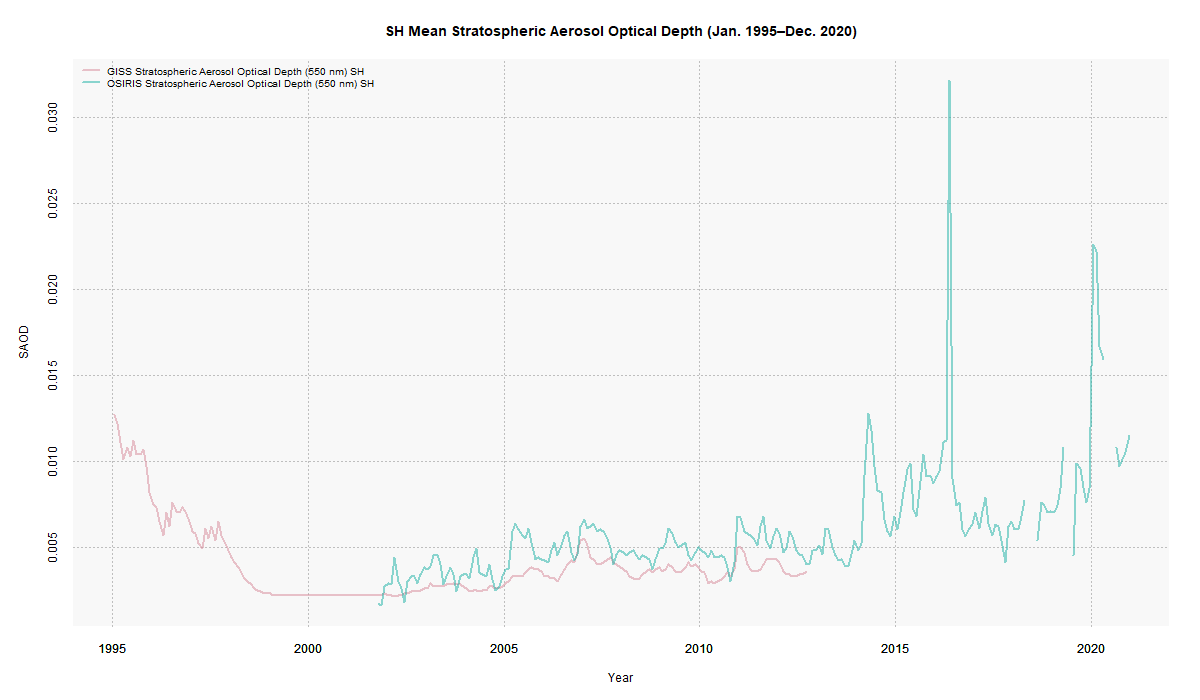 SH Mean Stratospheric Aerosol Optical Depth (Jan. 1995–Dec. 2020)
GISS Stratospheric Aerosol Optical Depth (550 nm) SH
OSIRIS Stratospheric Aerosol Optical Depth (550 nm) SH
0.030
0.025
0.020
0.015
0.010
0.005
SAOD
1995 2000 2005 2010 2015 2020
Year